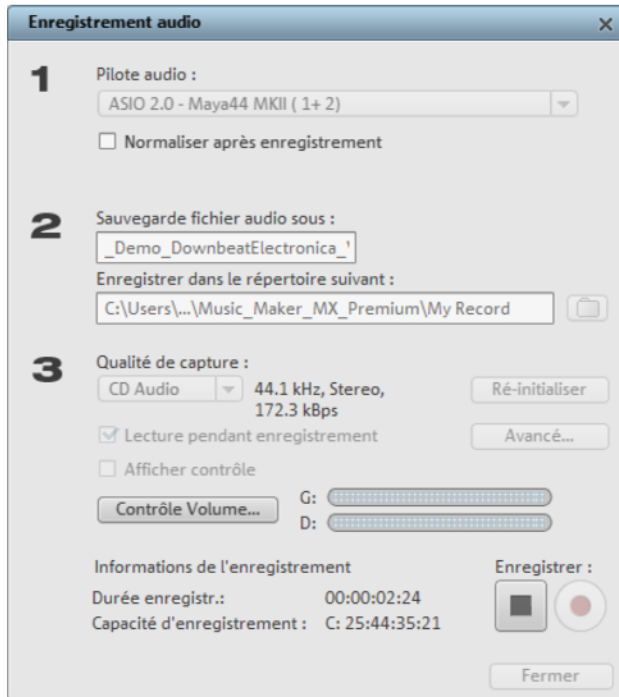 Enregistrement audio
1
Pilote audio :
ASIO 2.0 - Maya44 MKII ( 1+ 2)
Normaliser après enregistrement
2
Sauvegarde fichier audio sous :
_Demo_DownbeatElectronica_
Enregistrer dans le répertoire suivant :
C:\Users\...\Music_Maker_MX_Premium\My Record
3
Qualité de capture :
CD Audio 44.1 kHz, Stereo, Ré-initialiser
172.3 kBps
Lecture pendant enregistrement Avancé...
Afficher contrôle
Contrôle Volume... G:
D:
Informations de l'enregistrement Enregistrer :
Durée enregistr.: 00:00:02:24
Capacité d'enregistrement : C: 25:44:35:21
Fermer